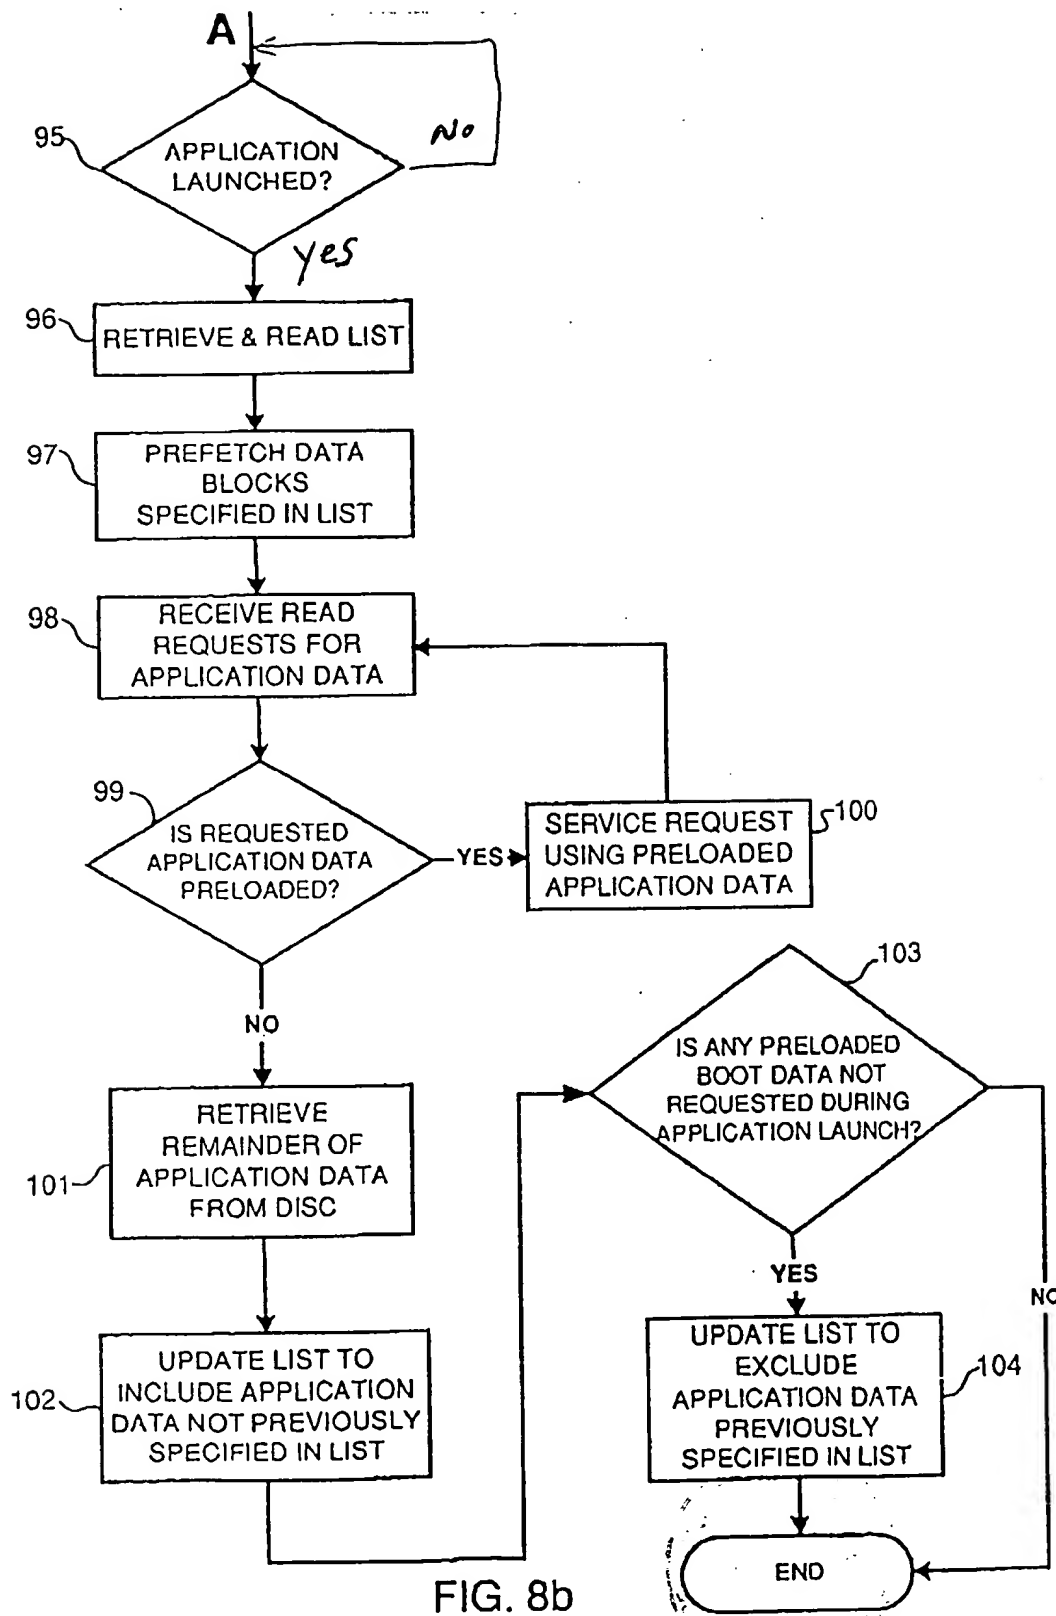 A
No
95
APPLICATION
LAUNCHED?
yes
96
RETRIEVE & READ LIST
97
PREFETCH DATA
BLOCKS
SPECIFIED IN LIST
98
RECEIVE READ
REQUESTS FOR
APPLICATION DATA
99
IS REQUESTED
APPLICATION DATA
PRELOADED?
YES
100
SERVICE REQUEST
USING PRELOADED
APPLICATION DATA
NO
101
RETRIEVE
REMAINDER OF
APPLICATION DATA
FROM DISC
102
UPDATE LIST TO
INCLUDE APPLICATION
DATA NOT PREVIOUSLY
SPECIFIED IN LIST
103
IS ANY PRELOADED
BOOT DATA NOT
REQUESTED DURING
APPLICATION LAUNCH?
YES
NO
104
UPDATE LIST TO
EXCLUDE
APPLICATION DATA
PREVIOUSLY
SPECIFIED IN LIST
END
FIG. 8b